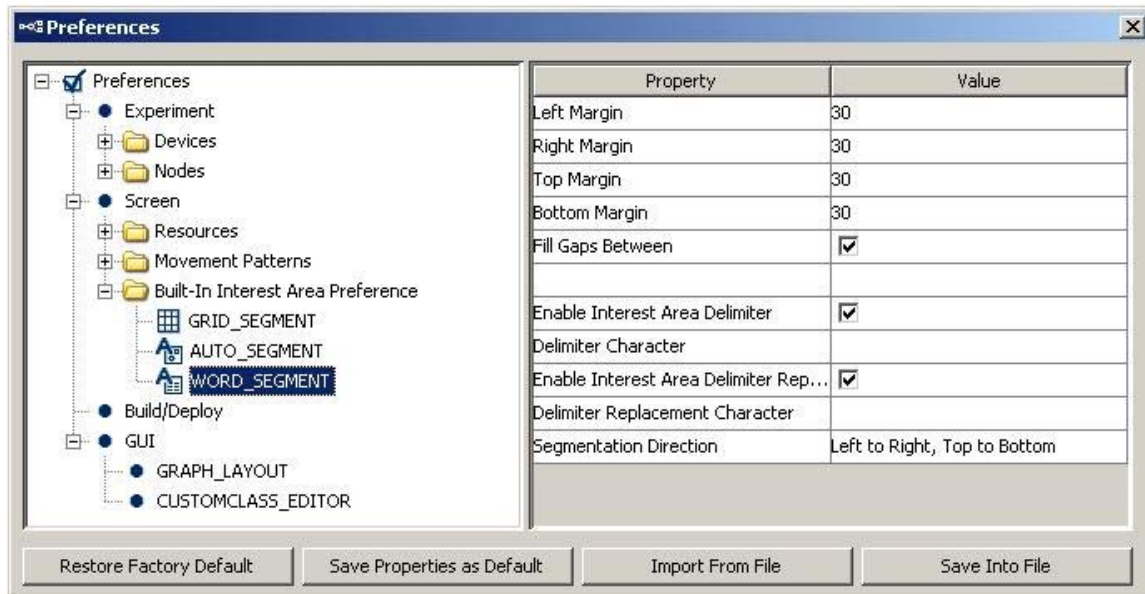 Preferences
Preferences
Experiment
Devices
Nodes
Screen
Resources
Movement Patterns
Built-In Interest Area Preference
GRID_SEGMENT
AUTO_SEGMENT
WORD_SEGMENT
Build/Deploy
GUI
GRAPH_LAYOUT
CUSTOMCLASS_EDITOR
Property Value
Left Margin 30
Right Margin 30
Top Margin 30
Bottom Margin 30
Fill Gaps Between
Enable Interest Area Delimiter
Delimiter Character
Enable Interest Area Delimiter Rep...
Delimiter Replacement Character
Segmentation Direction Left to Right, Top to Bottom
Restore Factory Default Save Properties as Default Import From File Save Into File